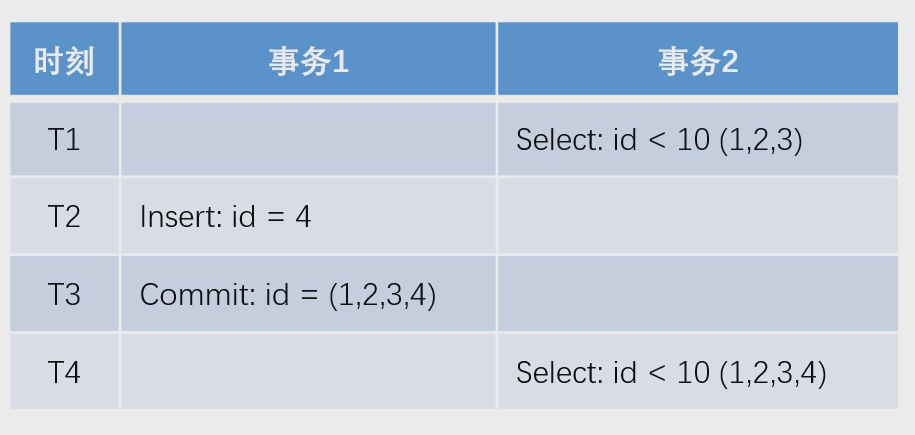 时刻 事务1 事务2
T1 Select: id < 10 (1,2,3)
T2 Insert: id = 4
T3 Commit: id = (1,2,3,4)
T4 Select: id < 10 (1,2,3,4)